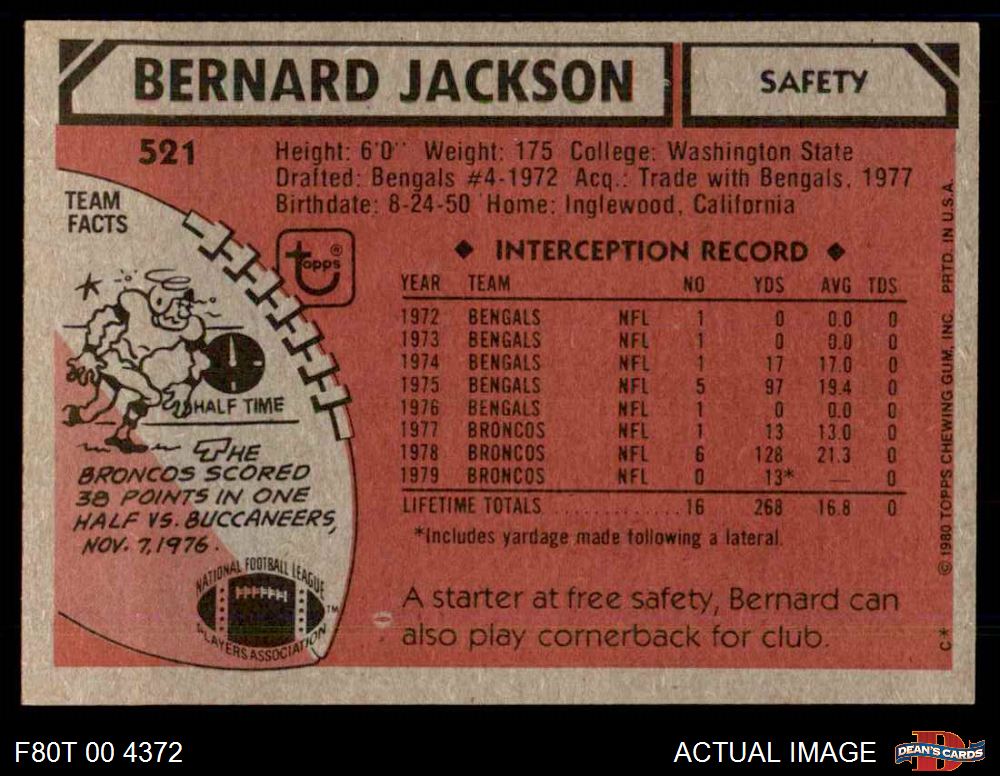 BERNARD JACKSON
SAFETY
521
Height: 6'0" Weight: 175 College: Washington State
Drafted: Bengals #4-1972 Acq.: Trade with Bengals, 1977
Birthdate: 8-24-50 Home: Inglewood, California
TEAM
FACTS
topps®
◆ INTERCEPTION RECORD ◆
YEAR TEAM NO YDS AVG TDS
1972 BENGALS NFL 1 0 0.0 0
1973 BENGALS NFL 1 0 0.0 0
1974 BENGALS NFL 1 17 17.0 0
1975 BENGALS NFL 5 97 19.4 0
1976 BENGALS NFL 1 0 0.0 0
1977 BRONCOS NFL 1 13 13.0 0
1978 BRONCOS NFL 6 128 21.3 0
1979 BRONCOS NFL 0 13* — 0
LIFETIME TOTALS ............ 16 268 16.8 0
*Includes yardage made following a lateral.
HALF TIME
THE
BRONCOS SCORED
38 POINTS IN ONE
HALF VS. BUCCANEERS,
NOV. 7, 1976.
NATIONAL FOOTBALL LEAGUE
PLAYERS ASSOCIATION
TM
A starter at free safety, Bernard can
also play cornerback for club.
© 1980 TOPPS CHEWING GUM, INC. PRTD. IN U.S.A.
C*
F80T 00 4372
ACTUAL IMAGE
DEAN'S CARDS